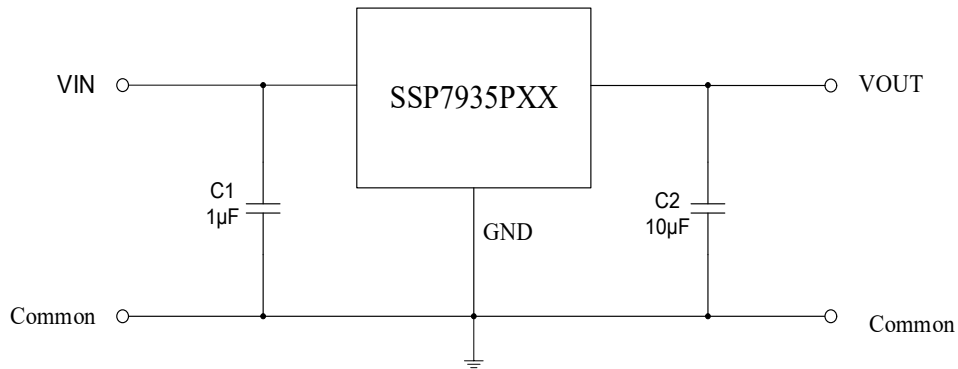 VIN
SSP7935PXX
VOUT
C1
1µF
C2
10µF
GND
Common
Common